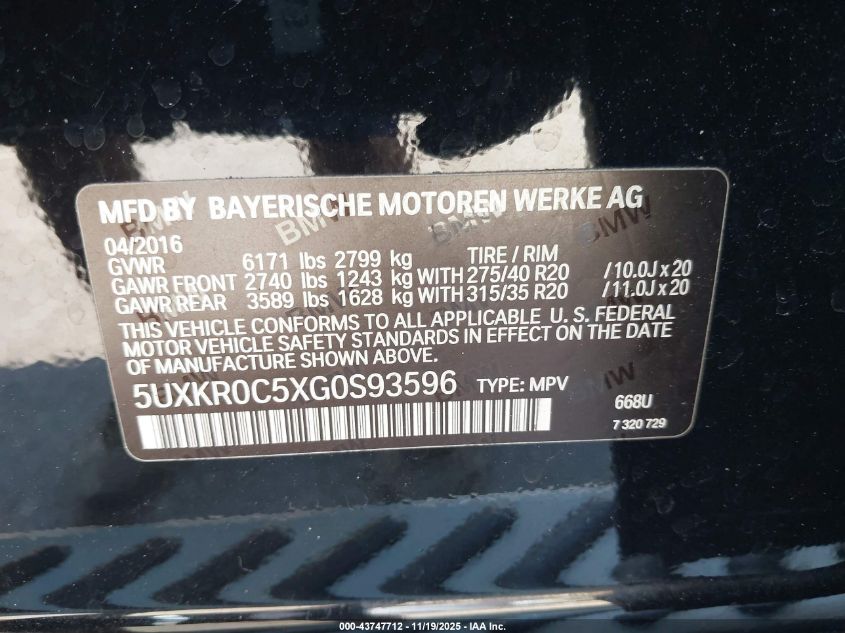 MFD BY BAYERISCHE MOTOREN WERKE AG
04/2016
GVWR 6171 lbs 2799 kg TIRE / RIM
GAWR FRONT 2740 lbs 1243 kg WITH 275/40 R20 /10.0J x 20
GAWR REAR 3589 lbs 1628 kg WITH 315/35 R20 /11.0J x 20
THIS VEHICLE CONFORMS TO ALL APPLICABLE U. S. FEDERAL
MOTOR VEHICLE SAFETY STANDARDS IN EFFECT ON THE DATE
OF MANUFACTURE SHOWN ABOVE.
5UXKR0C5XG0S93596 TYPE: MPV
668U
7 320 729
000-43747712 - 11/19/2025 - IAA Inc.